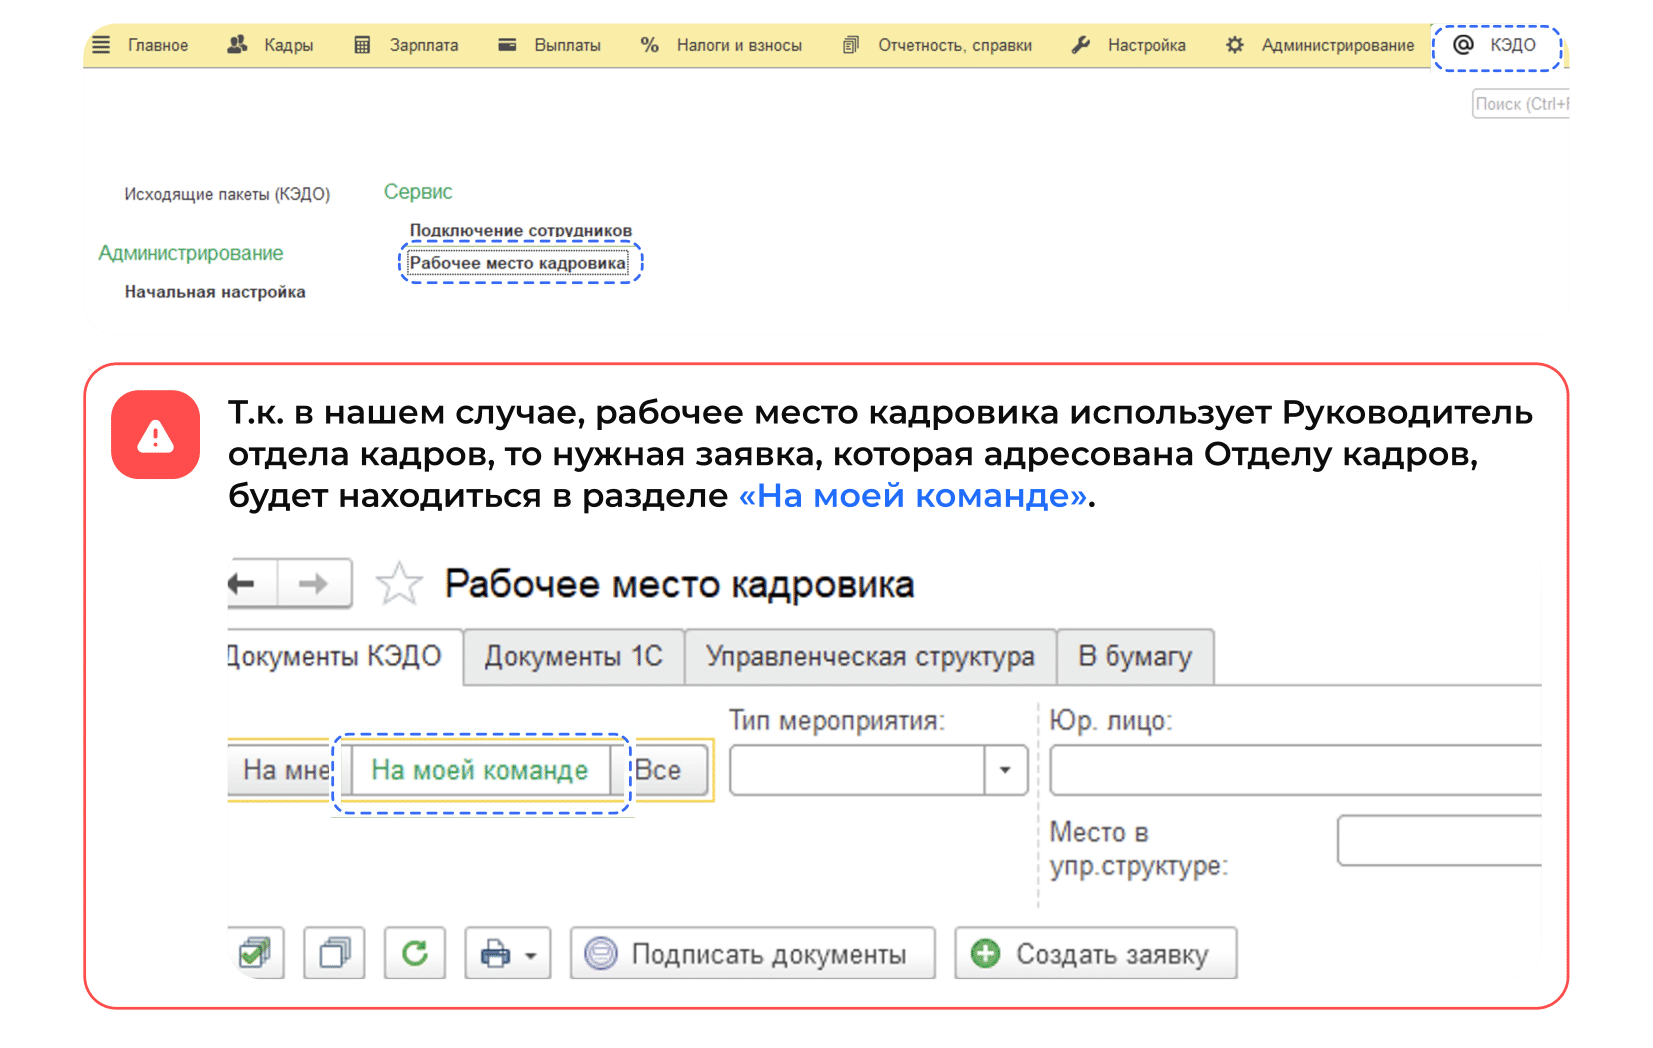 Главное Кадры Зарплата Выплаты % Налоги и взносы Отчетность, справки Настройка Администрирование @ КЭДО
Поиск (Ctrl+F
Исходящие пакеты (КЭДО)
Администрирование
Начальная настройка
Сервис
Подключение сотрудников
Рабочее место кадровика
Т.к. в нашем случае, рабочее место кадровика использует Руководитель
отдела кадров, то нужная заявка, которая адресована Отделу кадров,
будет находиться в разделе «На моей команде».
Рабочее место кадровика
Документы КЭДО Документы 1С Управленческая структура В бумагу
На мне На моей команде Все
Тип мероприятия:
Юр. лицо:
Место в
упр.структуре:
Подписать документы Создать заявку